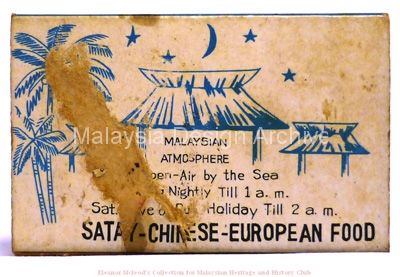 Malaysia Design Archive
MALAYSIAN
ATMOSPHERE
Open-Air by the Sea
Nightly Till 1 a.m.
Holiday Till 2 a.m.
SATAY-CHINESE-EUROPEAN FOOD
Eleanor Mcleod's Collection for Malaysian Heritage and History Club